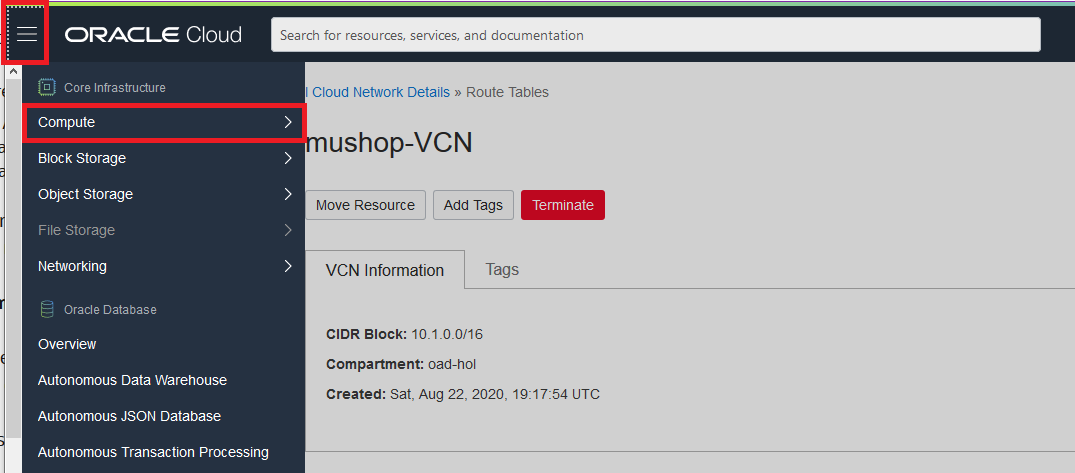 ORACLE Cloud
Search for resources, services, and documentation
Core Infrastructure
Compute
Block Storage
Object Storage
File Storage
Networking
Oracle Database
Overview
Autonomous Data Warehouse
Autonomous JSON Database
Autonomous Transaction Processing
Cloud Network Details » Route Tables
mushop-VCN
Move Resource Add Tags Terminate
VCN Information Tags
CIDR Block: 10.1.0.0/16
Compartment: oad-hol
Created: Sat, Aug 22, 2020, 19:17:54 UTC